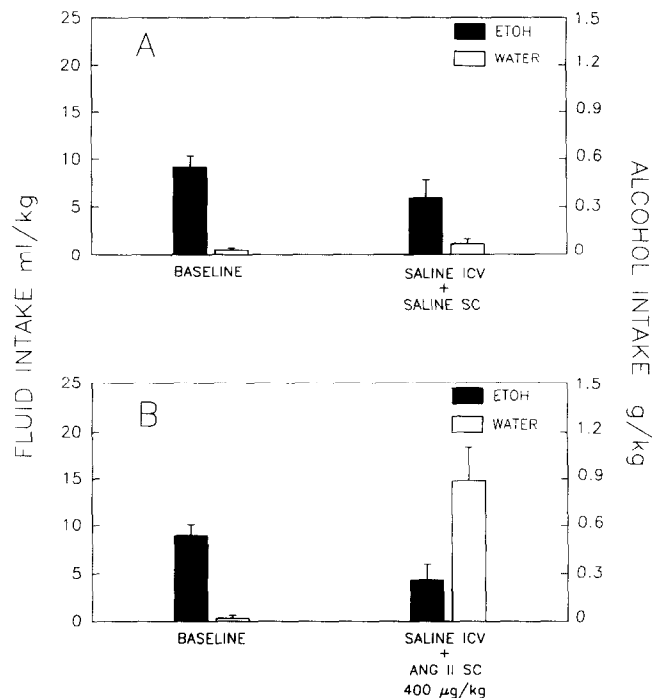 A
ETOH
WATER
25
20
15
10
5
0
1.5
1.2
0.9
0.6
0.3
0
BASELINE
SALINE ICV
+
SALINE SC
FLUID INTAKE ml/kg
ALCOHOL INTAKE g/kg
B
ETOH
WATER
25
20
15
10
5
0
1.5
1.2
0.9
0.6
0.3
0
BASELINE
SALINE ICV
+
ANG II SC
400 µg/kg